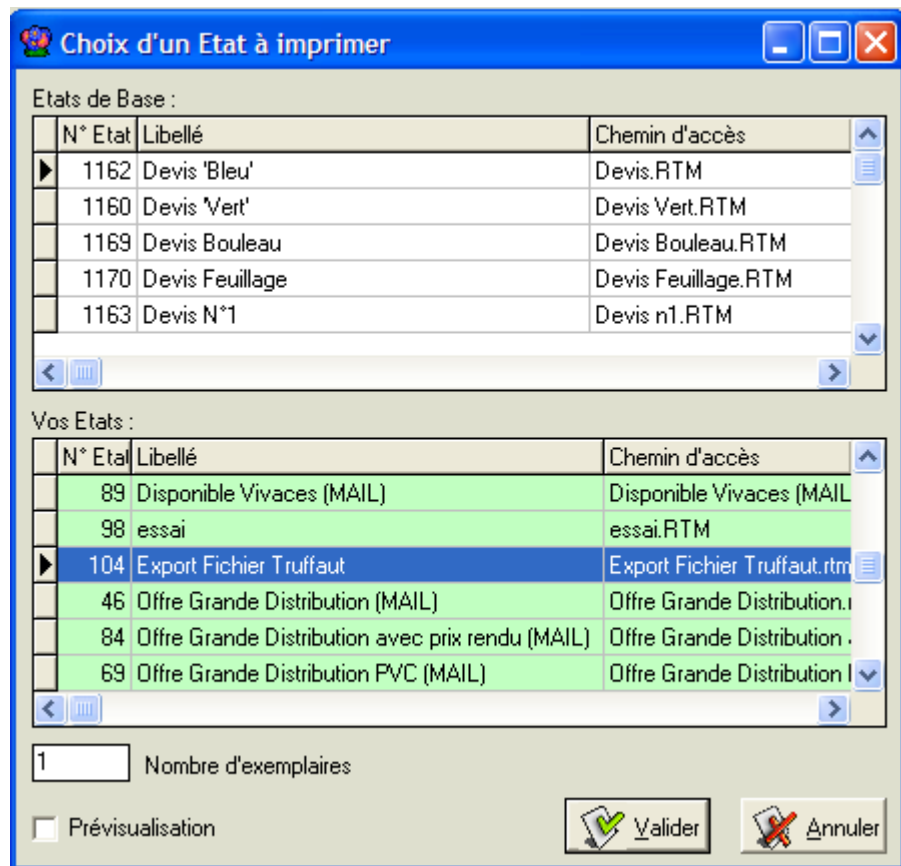 Choix d'un Etat à imprimer
Etats de Base :
N° Etat Libellé Chemin d'accès
1162 Devis 'Bleu' Devis.RTM
1160 Devis 'Vert' Devis Vert.RTM
1169 Devis Bouleau Devis Bouleau.RTM
1170 Devis Feuillage Devis Feuillage.RTM
1163 Devis N°1 Devis n1.RTM
Vos Etats :
N° Etat Libellé Chemin d'accès
89 Disponible Vivaces (MAIL) Disponible Vivaces (MAIL
98 essai essai.RTM
104 Export Fichier Truffaut Export Fichier Truffaut.rtm
46 Offre Grande Distribution (MAIL) Offre Grande Distribution.
84 Offre Grande Distribution avec prix rendu (MAIL) Offre Grande Distribution
69 Offre Grande Distribution PVC (MAIL) Offre Grande Distribution
1 Nombre d'exemplaires
Prévisualisation Valider Annuler